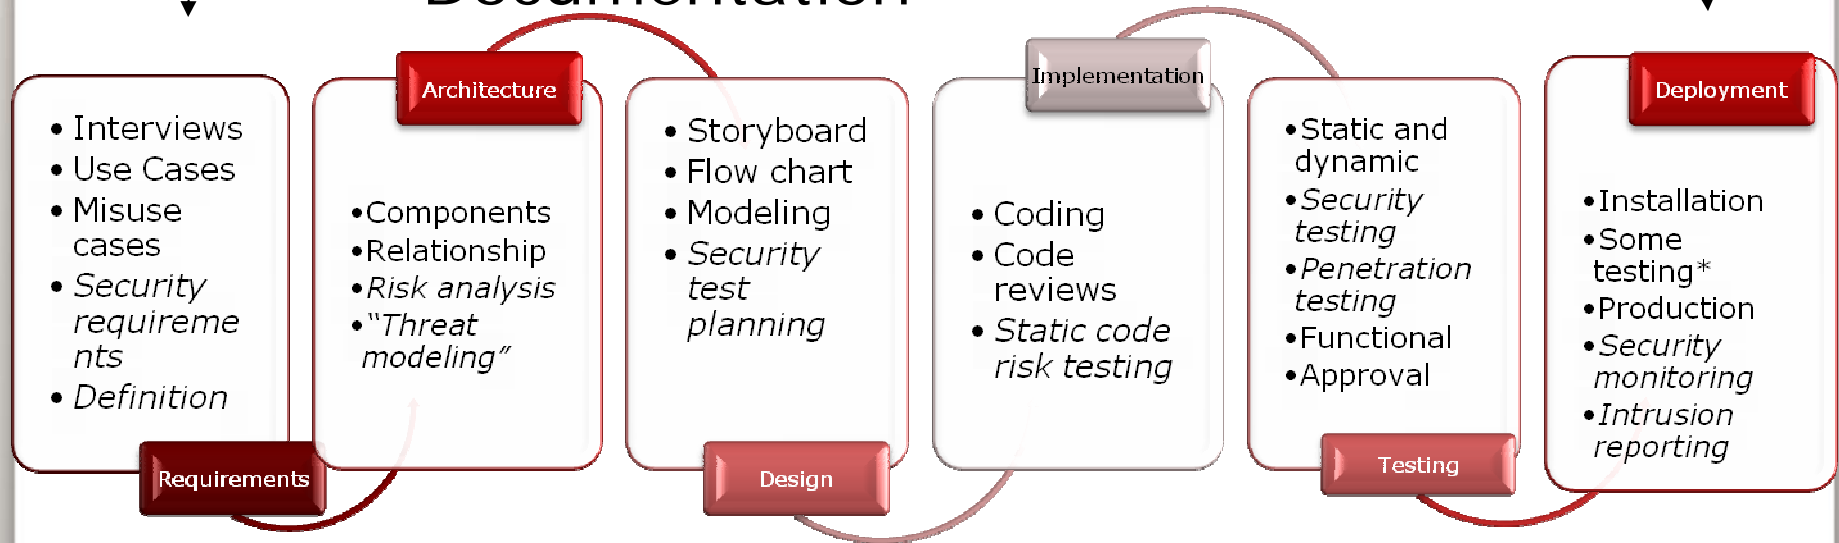 Documentation
• Interviews
• Use Cases
• Misuse
cases
• Security
requireme
nts
• Definition
Requirements
Architecture
•Components
•Relationship
•Risk analysis
•“Threat
modeling”
• Storyboard
• Flow chart
• Modeling
• Security
test
planning
Design
Implementation
• Coding
• Code
reviews
• Static code
risk testing
•Static and
dynamic
•Security
testing
•Penetration
testing
•Functional
•Approval
Testing
Deployment
•Installation
•Some
testing*
•Production
•Security
monitoring
•Intrusion
reporting